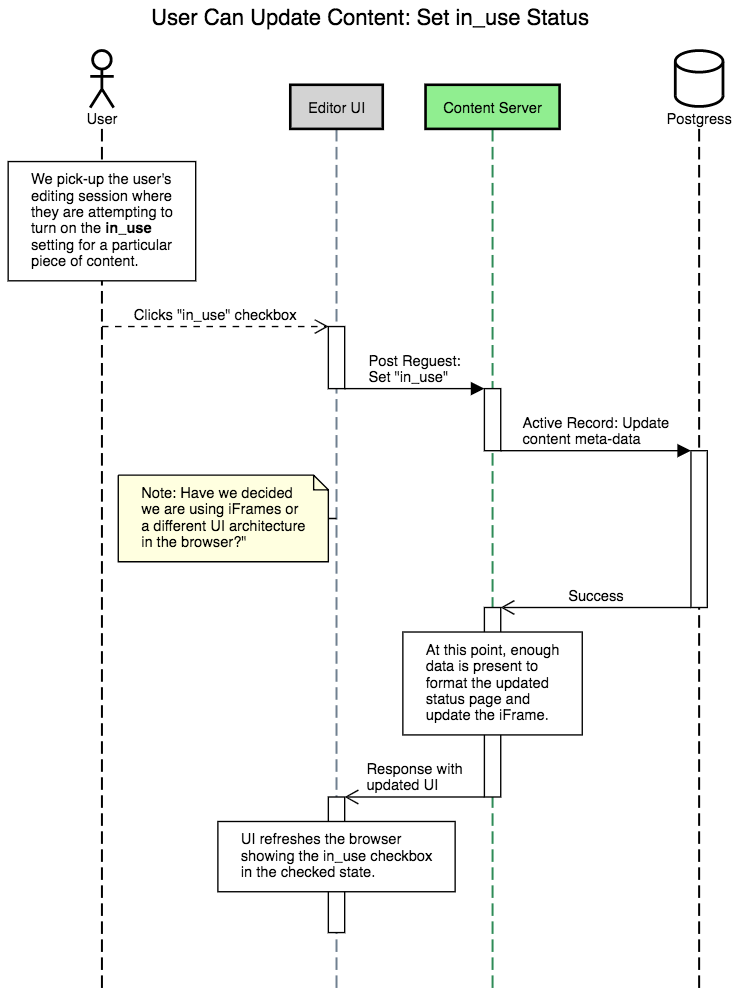 User Can Update Content: Set in_use Status
User
Editor UI
Content Server
Postgress
We pick-up the user's
editing session where
they are attempting to
turn on the in_use
setting for a particular
piece of content.
Clicks "in_use" checkbox
Post Reguest:
Set "in_use"
Active Record: Update
content meta-data
Note: Have we decided
we are using iFrames or
a different UI architecture
in the browser?"
Success
At this point, enough
data is present to
format the updated
status page and
update the iFrame.
Response with
updated UI
UI refreshes the browser
showing the in_use checkbox
in the checked state.